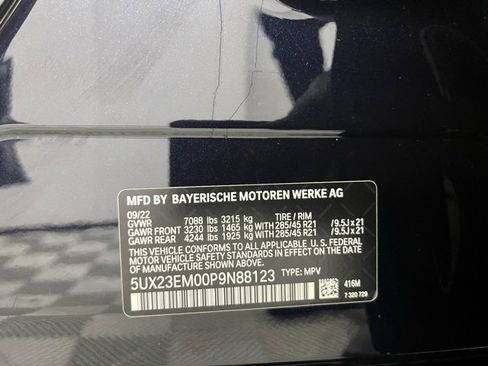 MFD BY BAYERISCHE MOTOREN WERKE AG
09/22
GVWR 7088 lbs 3215 kg TIRE / RIM
GAWR FRONT 3230 lbs 1465 kg WITH 285/45 R21 /9.5J x 21
GAWR REAR 4244 lbs 1925 kg WITH 285/45 R21 /9.5J x 21
THIS VEHICLE CONFORMS TO ALL APPLICABLE U. S. FEDERAL
MOTOR VEHICLE SAFETY STANDARDS IN EFFECT ON THE DATE OF
MANUFACTURE SHOWN ABOVE.
5UX23EM00P9N88123 TYPE: MPV
416M
7 320 729